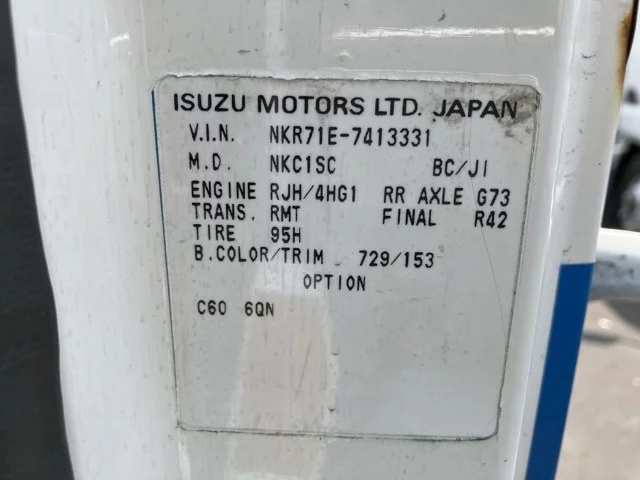 ISUZU MOTORS LTD. JAPAN
V.I.N. NKR71E-7413331
M.D. NKC1SC BC/JI
ENGINE RJH/4HG1 RR AXLE G73
TRANS. RMT FINAL R42
TIRE 95H
B.COLOR/TRIM 729/153
OPTION
C60 6QN